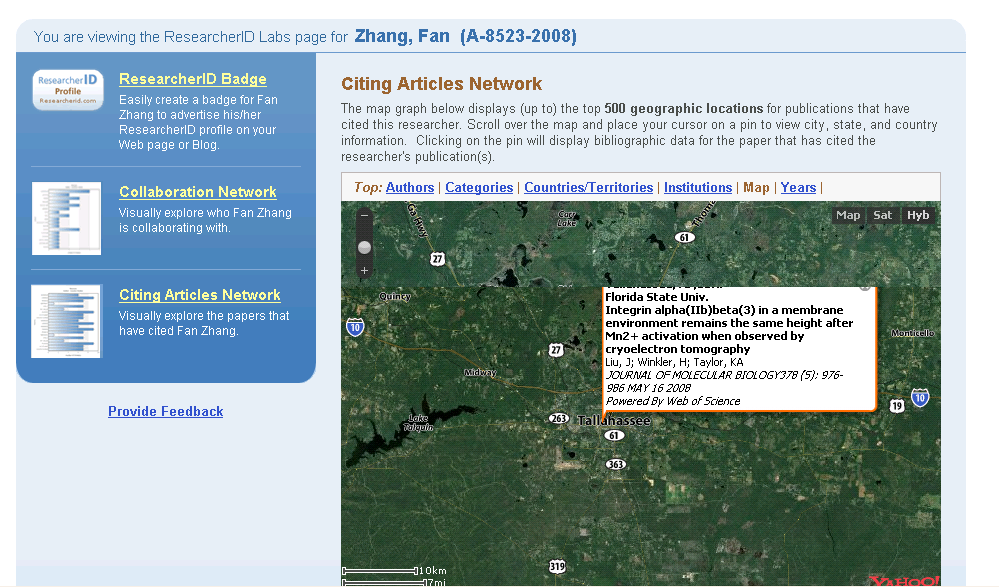 You are viewing the ResearcherID Labs page for Zhang, Fan (A-8523-2008)
ResearcherID
Profile
Researcherid.com
ResearcherID Badge
Easily create a badge for Fan
Zhang to advertise his/her
ResearcherID profile on your
Web page or Blog.
Collaboration Network
Visually explore who Fan Zhang
is collaborating with.
Citing Articles Network
Visually explore the papers that
have cited Fan Zhang.
Provide Feedback
Citing Articles Network
The map graph below displays (up to) the top 500 geographic locations for publications that have
cited this researcher. Scroll over the map and place your cursor on a pin to view city, state, and country
information. Clicking on the pin will display bibliographic data for the paper that has cited the
researcher's publication(s).
Top: Authors | Categories | Countries/Territories | Institutions | Map | Years |
Map Sat Hyb
−
+
Hwy
27
Lake
61
Quincy
10
27
Midway
Lake
Talquin
263
Tallahassee
61
363
319
Monticello
19
10
Florida State Univ.
Integrin alpha(IIb)beta(3) in a membrane
environment remains the same height after
Mn2+ activation when observed by
cryoelectron tomography
Liu, J; Winkler, H; Taylor, KA
JOURNAL OF MOLECULAR BIOLOGY378 (5): 976-
986 MAY 16 2008
Powered By Web of Science
10km
7mi
YAHOO!